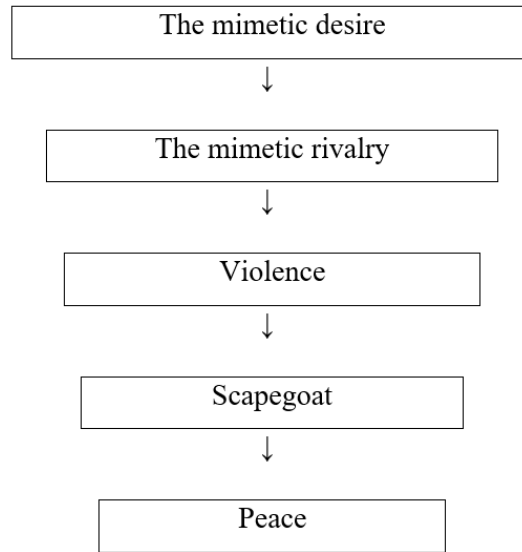 The mimetic desire
↓
The mimetic rivalry
↓
Violence
↓
Scapegoat
↓
Peace